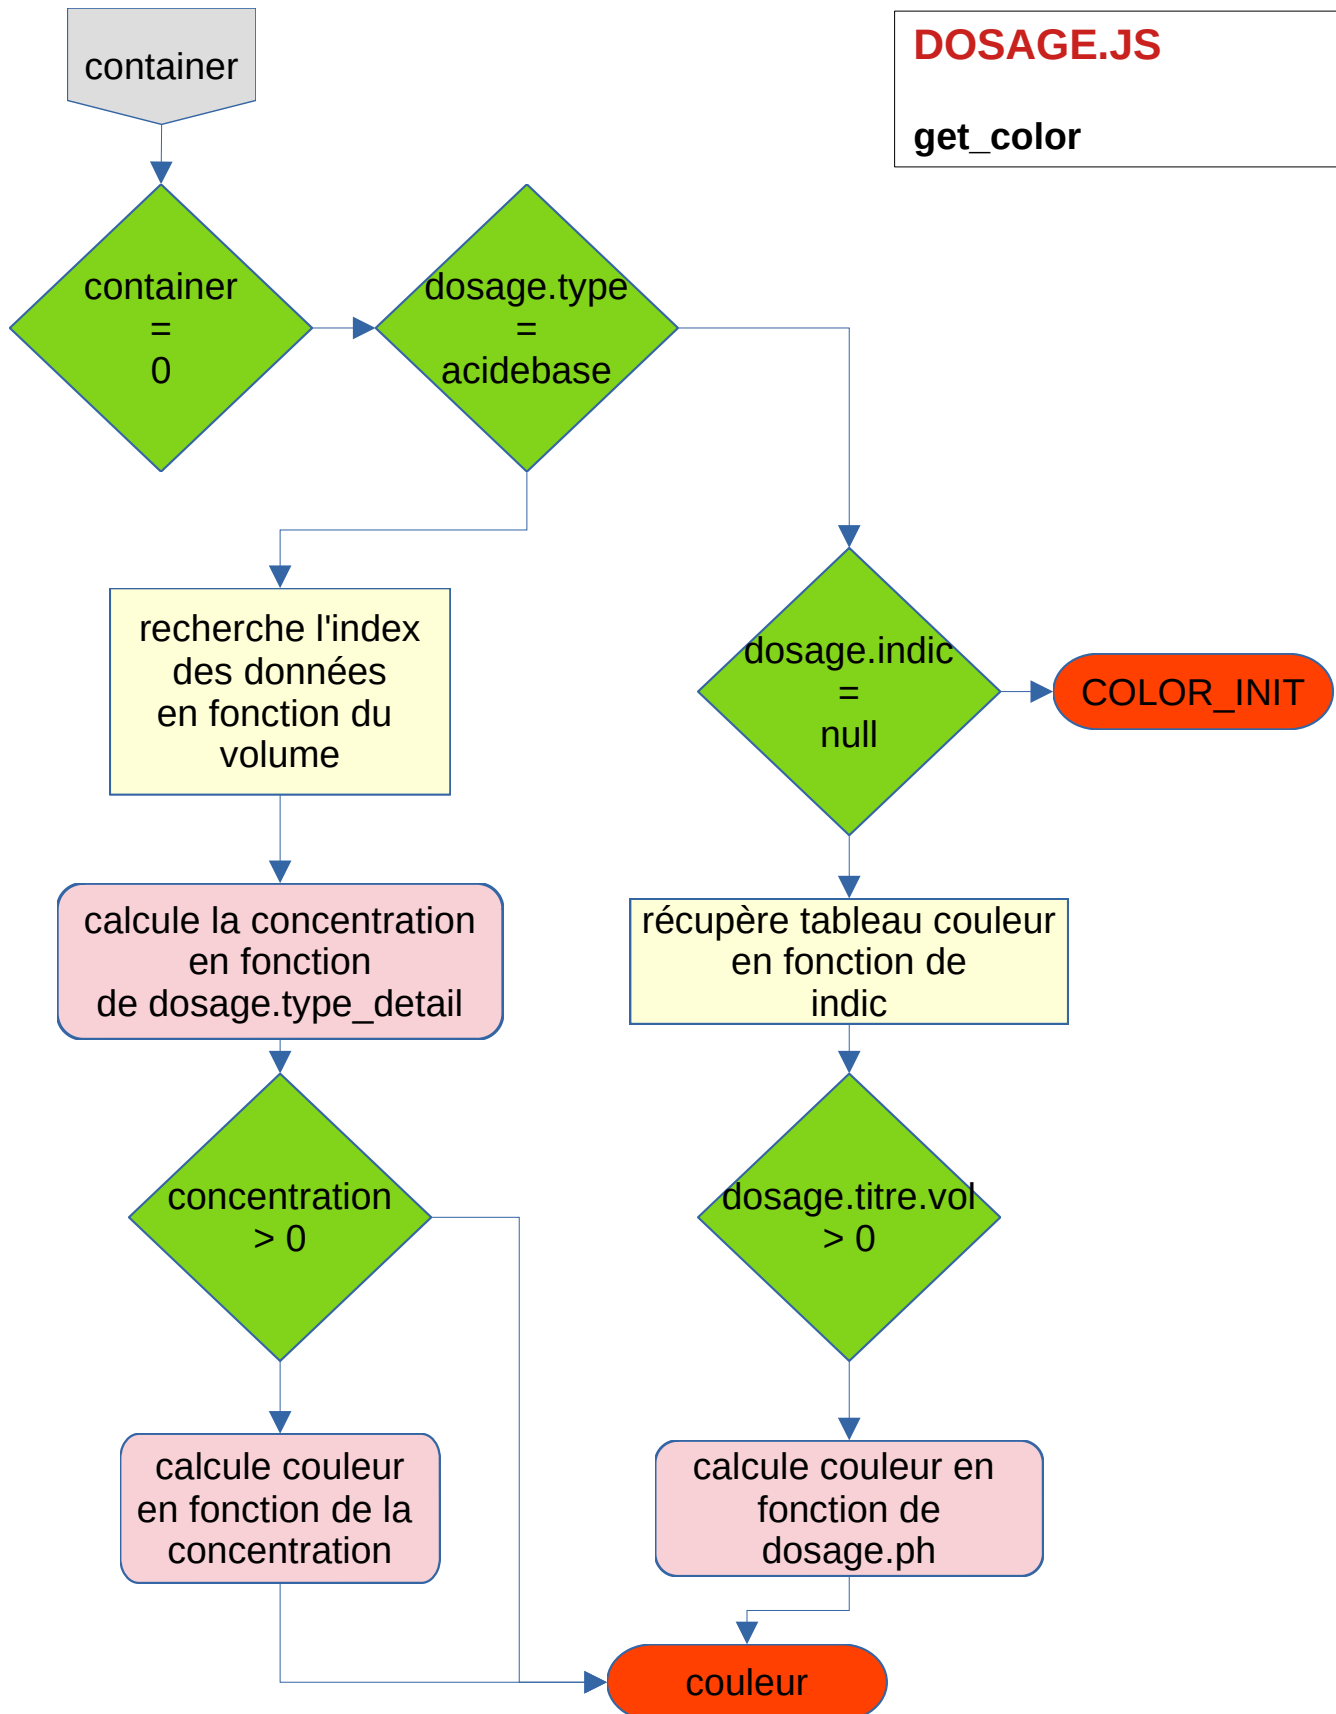 container
DOSAGE.JS
get_color
container
=
0
dosage.type
=
acidebase
recherche l'index
des données
en fonction du
volume
dosage.indic
=
null
COLOR_INIT
calcule la concentration
en fonction
de dosage.type_detail
récupère tableau couleur
en fonction de
indic
concentration
> 0
dosage.titre.vol
> 0
calcule couleur
en fonction de la
concentration
calcule couleur en
fonction de
dosage.ph
couleur